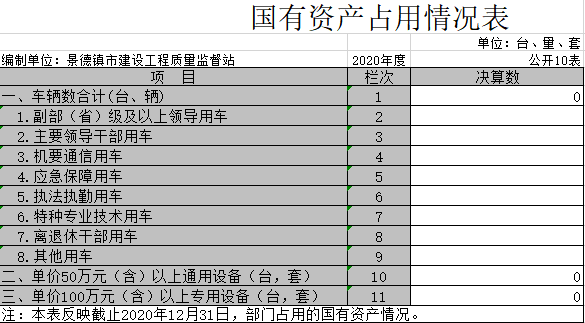 国有资产占用情况表
单位：台、量、套
编制单位：景德镇市建设工程质量监督站 2020年度 公开10表
项 目 栏次 决算数
一、车辆数合计(台、辆) 1 0
1.副部（省）级及以上领导用车 2
2.主要领导干部用车 3
3.机要通信用车 4
4.应急保障用车 5
5.执法执勤用车 6
6.特种专业技术用车 7
7.离退休干部用车 8
8.其他用车 9
二、单价50万元（含）以上通用设备（台，套） 10 0
三、单价100万元（含）以上专用设备（台，套） 11 0
注：本表反映截止2020年12月31日，部门占用的国有资产情况。